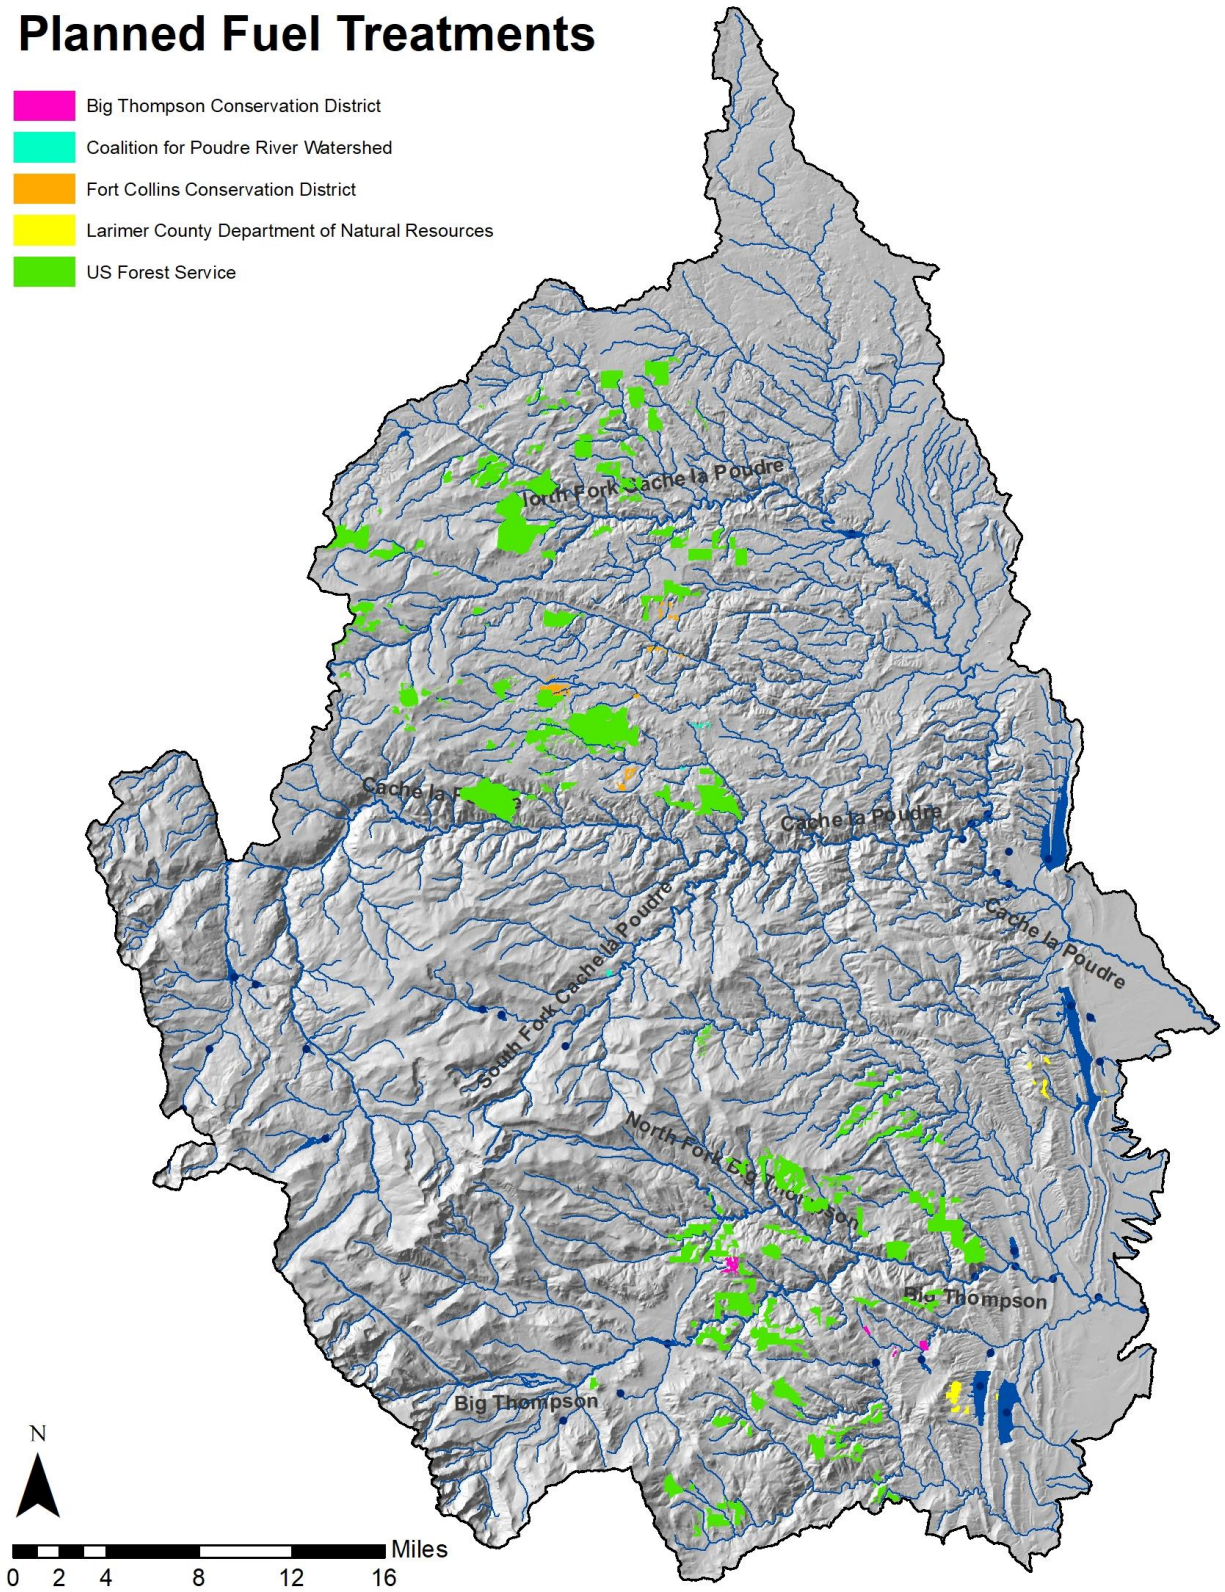 Planned Fuel Treatments
Big Thompson Conservation District
Coalition for Poudre River Watershed
Fort Collins Conservation District
Larimer County Department of Natural Resources
US Forest Service
North Fork Cache la Poudre
Cache la Poudre
Cache la Poudre
Cache la Poudre
South Fork Cache la Poudre
North Fork Big Thompson
Big Thompson
Big Thompson
N
Miles
0 2 4 8 12 16